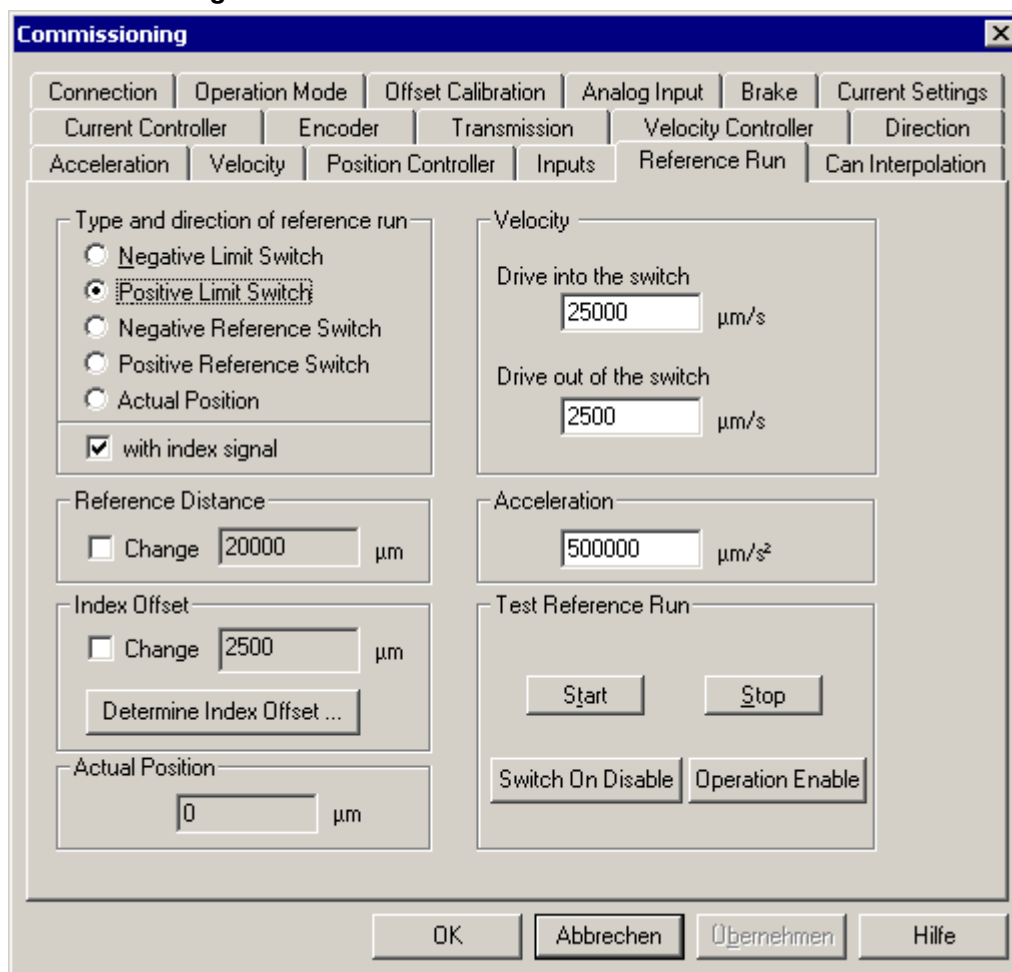 Commissioning
Connection Operation Mode Offset Calibration Analog Input Brake Current Settings
Current Controller Encoder Transmission Velocity Controller Direction
Acceleration Velocity Position Controller Inputs Reference Run Can Interpolation
Type and direction of reference run
Negative Limit Switch
Positive Limit Switch
Negative Reference Switch
Positive Reference Switch
Actual Position
with index signal
Velocity
Drive into the switch
25000 µm/s
Drive out of the switch
2500 µm/s
Reference Distance
Change 20000 µm
Acceleration
500000 µm/s²
Index Offset
Change 2500 µm
Determine Index Offset ...
Test Reference Run
Start Stop
Switch On Disable Operation Enable
Actual Position
0 µm
OK Abbrechen Übernehmen Hilfe